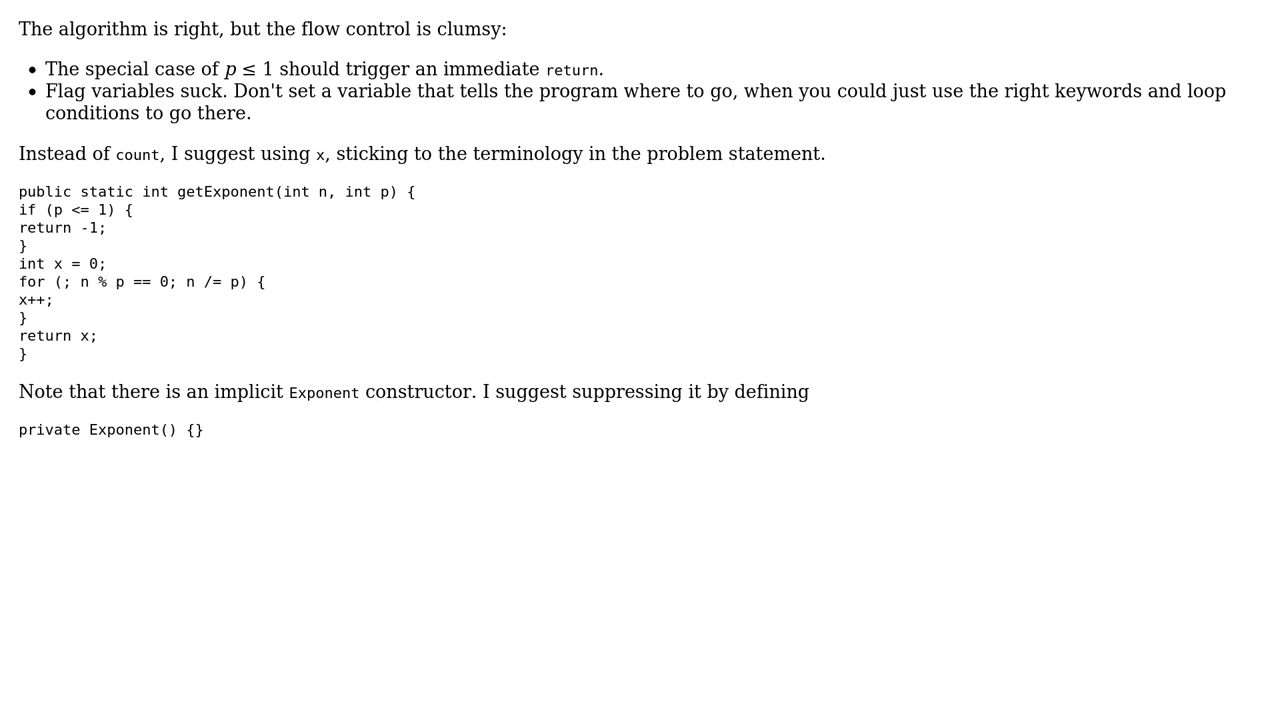 The algorithm is right, but the flow control is clumsy:
• The special case of p ≤ 1 should trigger an immediate return.
• Flag variables suck. Don't set a variable that tells the program where to go, when you could just use the right keywords and loop
conditions to go there.
Instead of count, I suggest using x, sticking to the terminology in the problem statement.
public static int getExponent(int n, int p) {
if (p <= 1) {
return -1;
}
int x = 0;
for (; n % p == 0; n /= p) {
x++;
}
return x;
}
Note that there is an implicit Exponent constructor. I suggest suppressing it by defining
private Exponent() {}